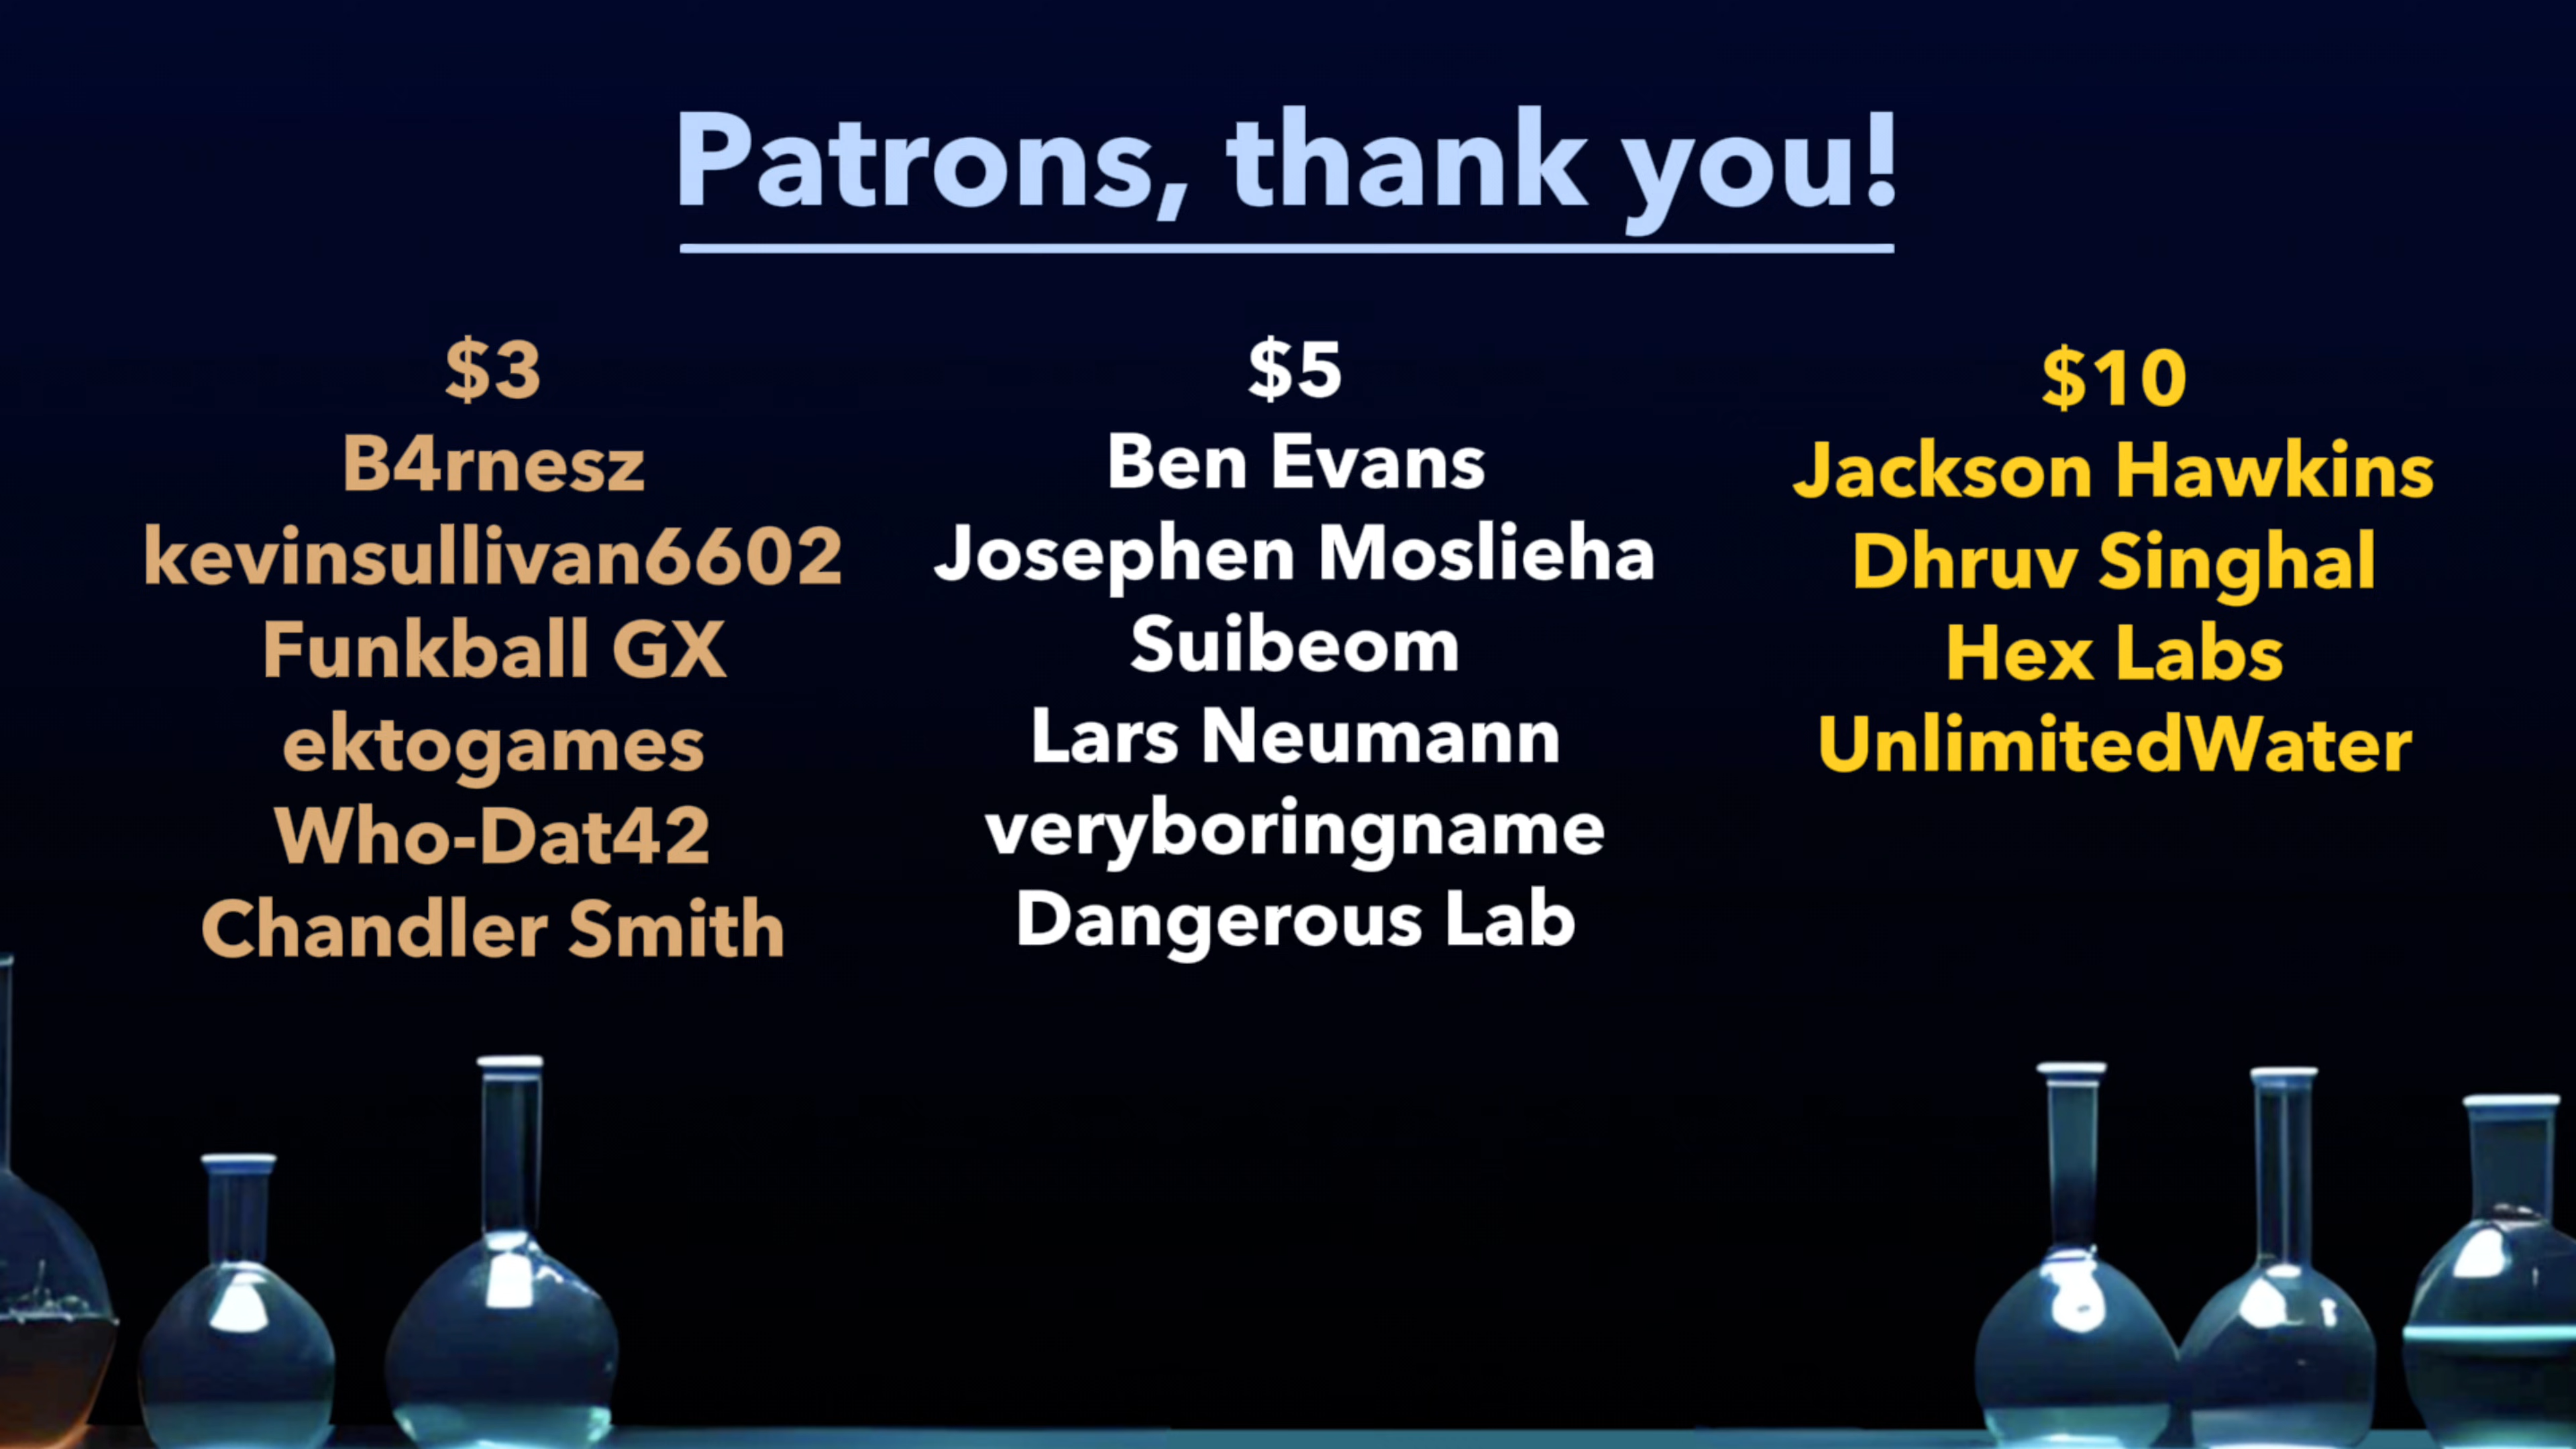 Patrons, thank you!
$3
B4rnesz
kevinsullivan6602
Funkball GX
ektogames
Who-Dat42
Chandler Smith
$5
Ben Evans
Josephen Moslieha
Suibeom
Lars Neumann
veryboringname
Dangerous Lab
$10
Jackson Hawkins
Dhruv Singhal
Hex Labs
UnlimitedWater